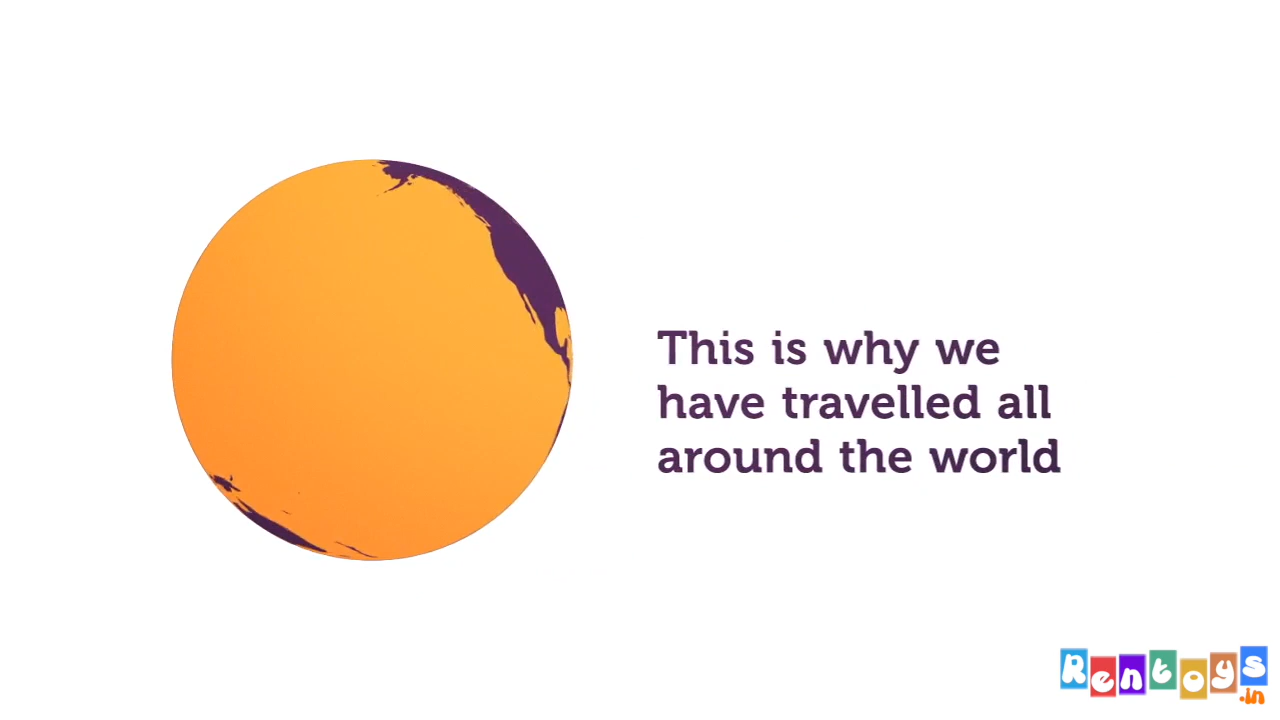 This is why we
have travelled all
around the world
Rentoys
.in